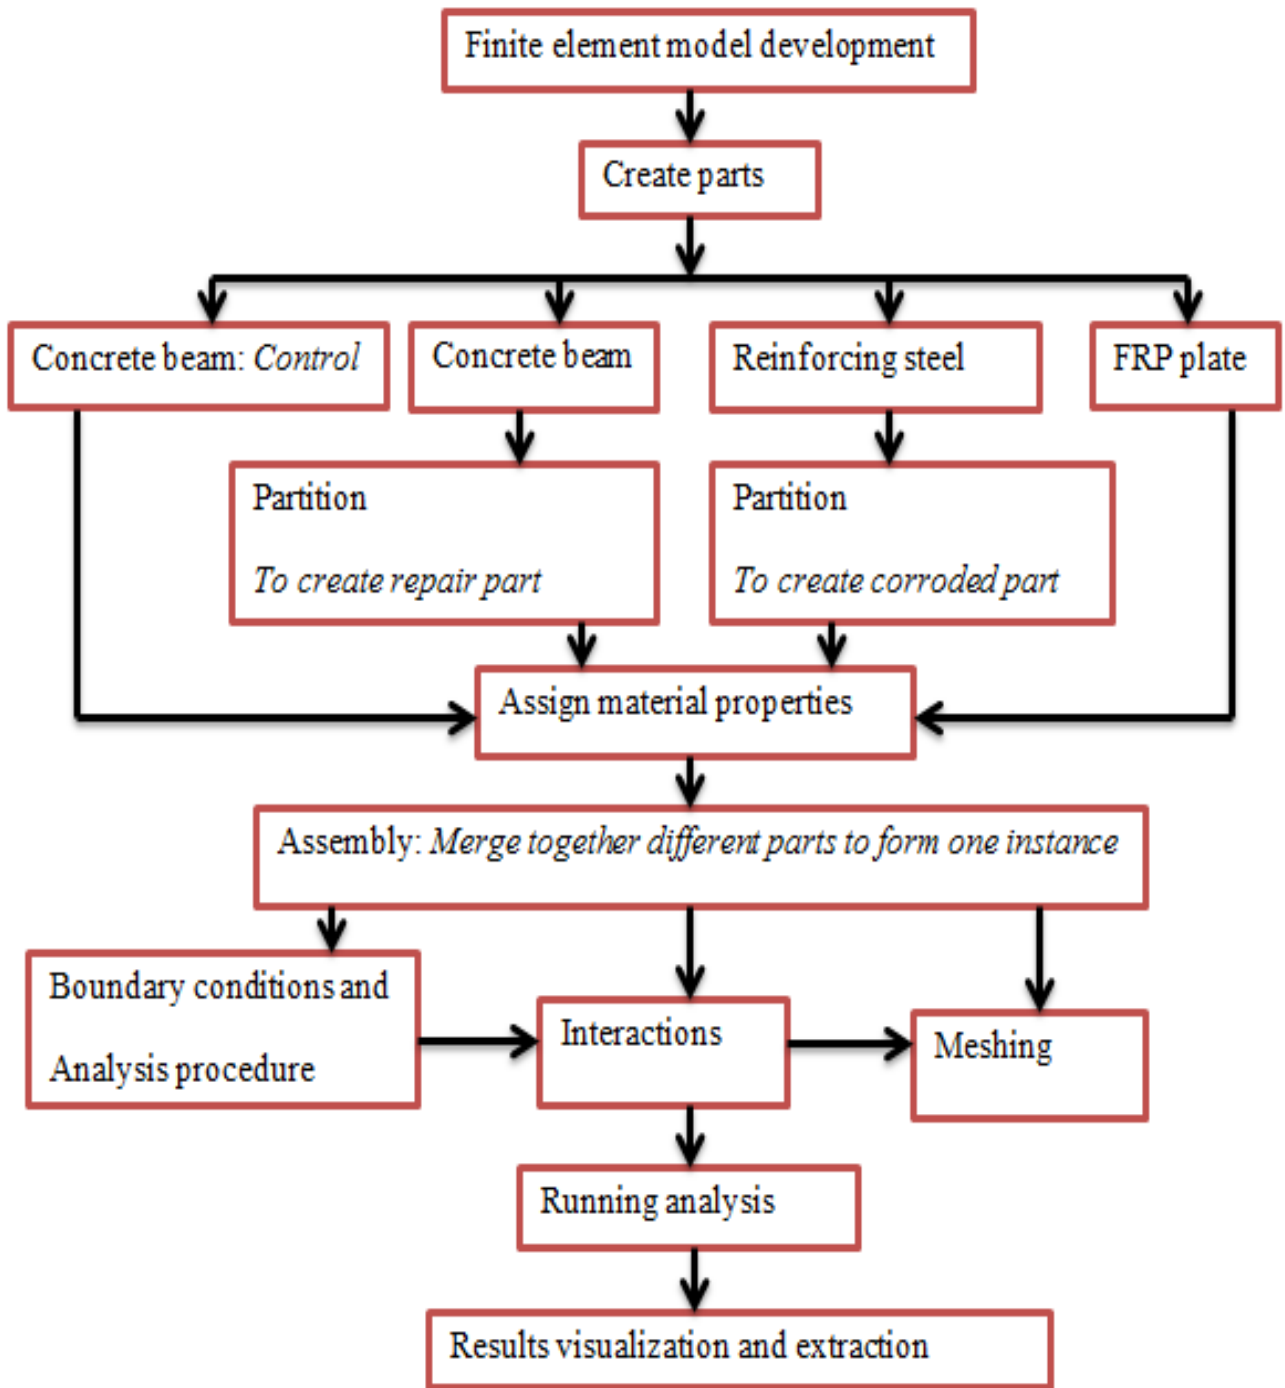 Finite element model development
Create parts
Concrete beam: Control
Concrete beam
Reinforcing steel
FRP plate
Partition
To create repair part
Partition
To create corroded part
Assign material properties
Assembly: Merge together different parts to form one instance
Boundary conditions and
Analysis procedure
Interactions
Meshing
Running analysis
Results visualization and extraction